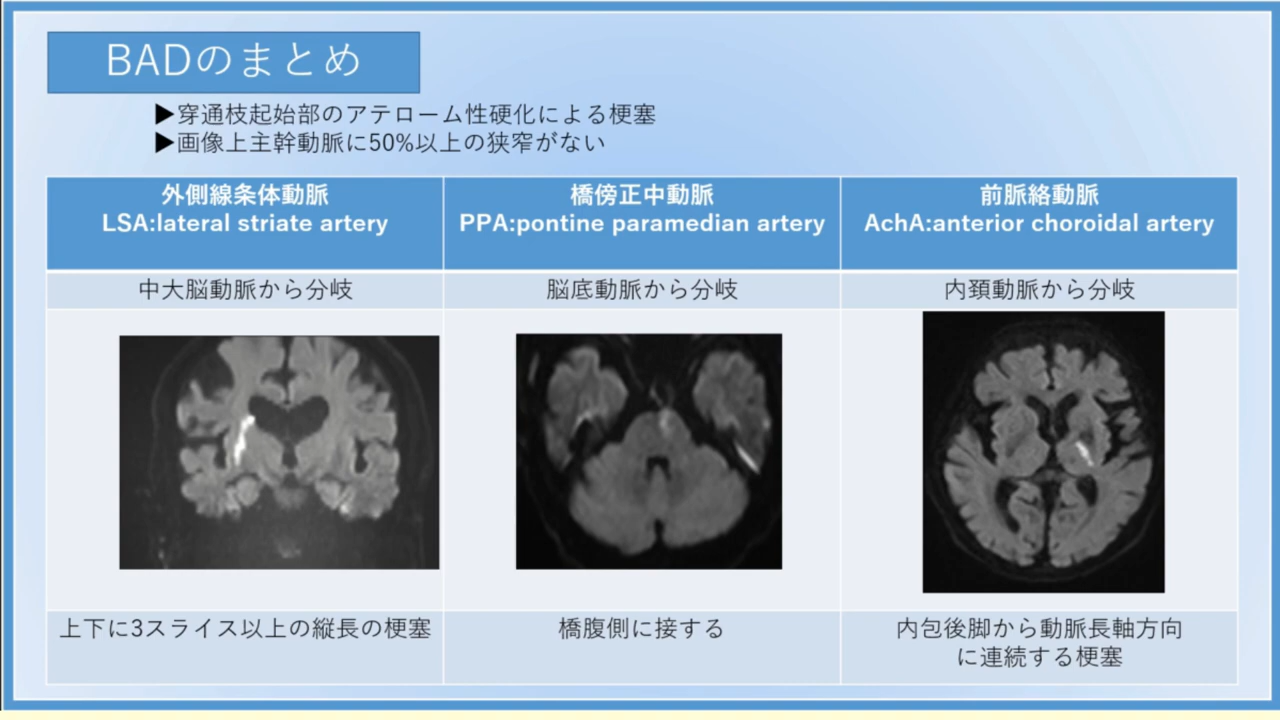 BADのまとめ
▶穿通枝起始部のアテローム性硬化による梗塞
▶画像上主幹動脈に50%以上の狭窄がない
外側線条体動脈
LSA:lateral striate artery
橋傍正中動脈
PPA:pontine paramedian artery
前脈絡動脈
AchA:anterior choroidal artery
中大脳動脈から分岐
脳底動脈から分岐
内頚動脈から分岐
上下に3スライス以上の縦長の梗塞
橋腹側に接する
内包後脚から動脈長軸方向
に連続する梗塞